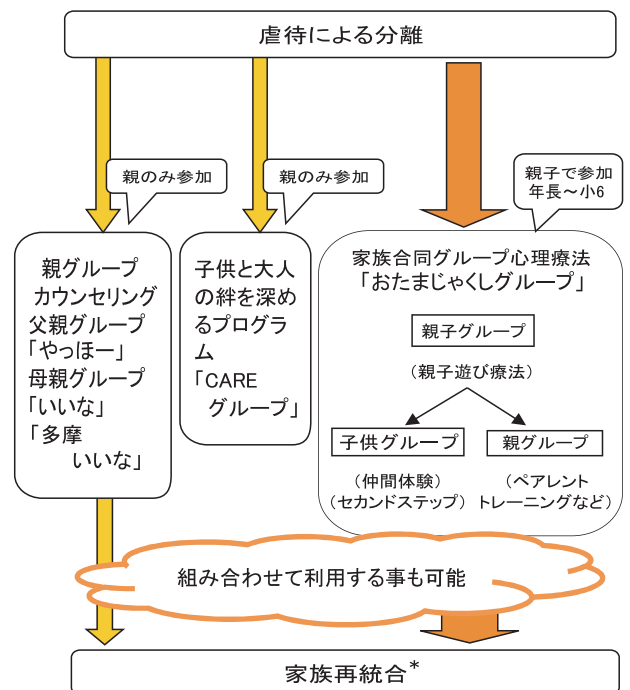 虐待による分離
親のみ参加
親のみ参加
親子で参加
年長～小6
親グループ
カウンセリング
父親グループ
「やっほー」
母親グループ
「いいな」
「多摩
いいな」
子供と大人
の絆を深め
るプログラ
ム
「CARE
グループ」
家族合同グループ心理療法
「おたまじゃくしグループ」
親子グループ
（親子遊び療法）
子供グループ
親グループ
（仲間体験）
（セカンドステップ）
（ペアレント
トレーニングなど）
組み合わせて利用する事も可能
家族再統合*